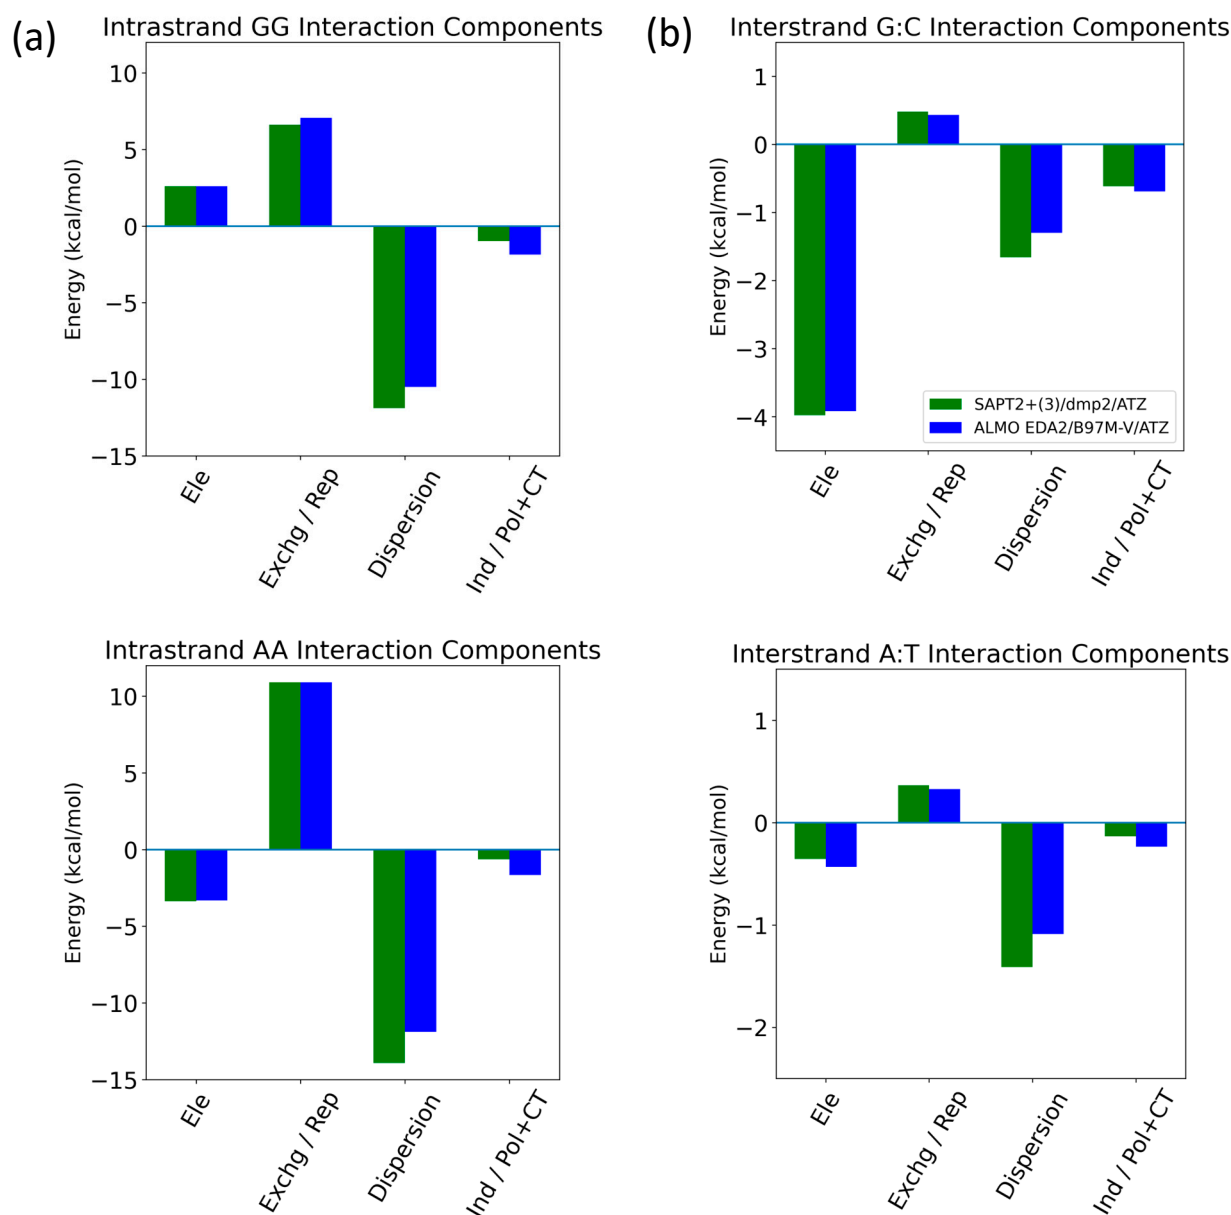 (a)
Intrastrand GG Interaction Components
10
5
0
−5
−10
−15
Energy (kcal/mol)
Ele
Exchg / Rep
Dispersion
Ind / Pol+CT
(b)
Interstrand G:C Interaction Components
1
0
−1
−2
−3
−4
Energy (kcal/mol)
SAPT2+(3)/dmp2/ATZ
ALMO EDA2/B97M-V/ATZ
Ele
Exchg / Rep
Dispersion
Ind / Pol+CT
Intrastrand AA Interaction Components
10
5
0
−5
−10
−15
Energy (kcal/mol)
Ele
Exchg / Rep
Dispersion
Ind / Pol+CT
Interstrand A:T Interaction Components
1
0
−1
−2
Energy (kcal/mol)
Ele
Exchg / Rep
Dispersion
Ind / Pol+CT